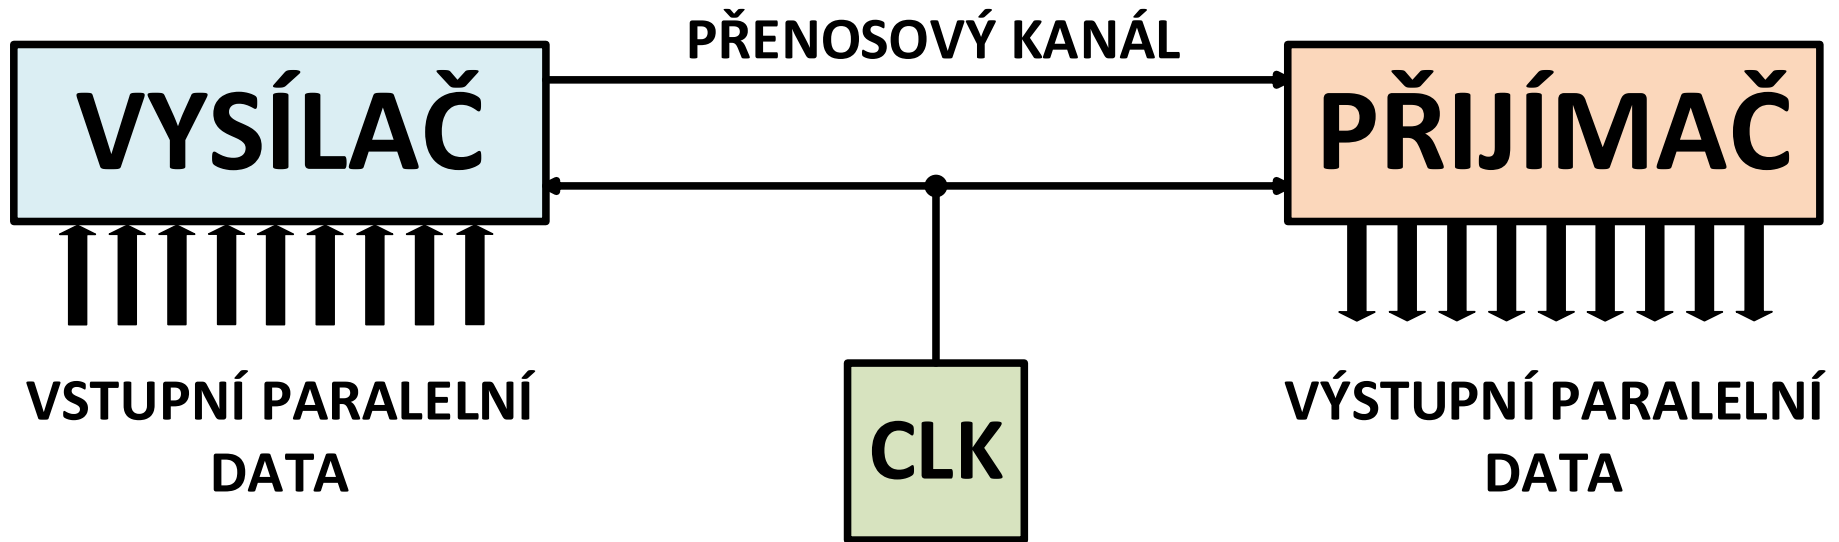 PŘENOSOVÝ KANÁL
VYSÍLAČ
PŘIJÍMAČ
VSTUPNÍ PARALELNÍ
DATA
CLK
VÝSTUPNÍ PARALELNÍ
DATA